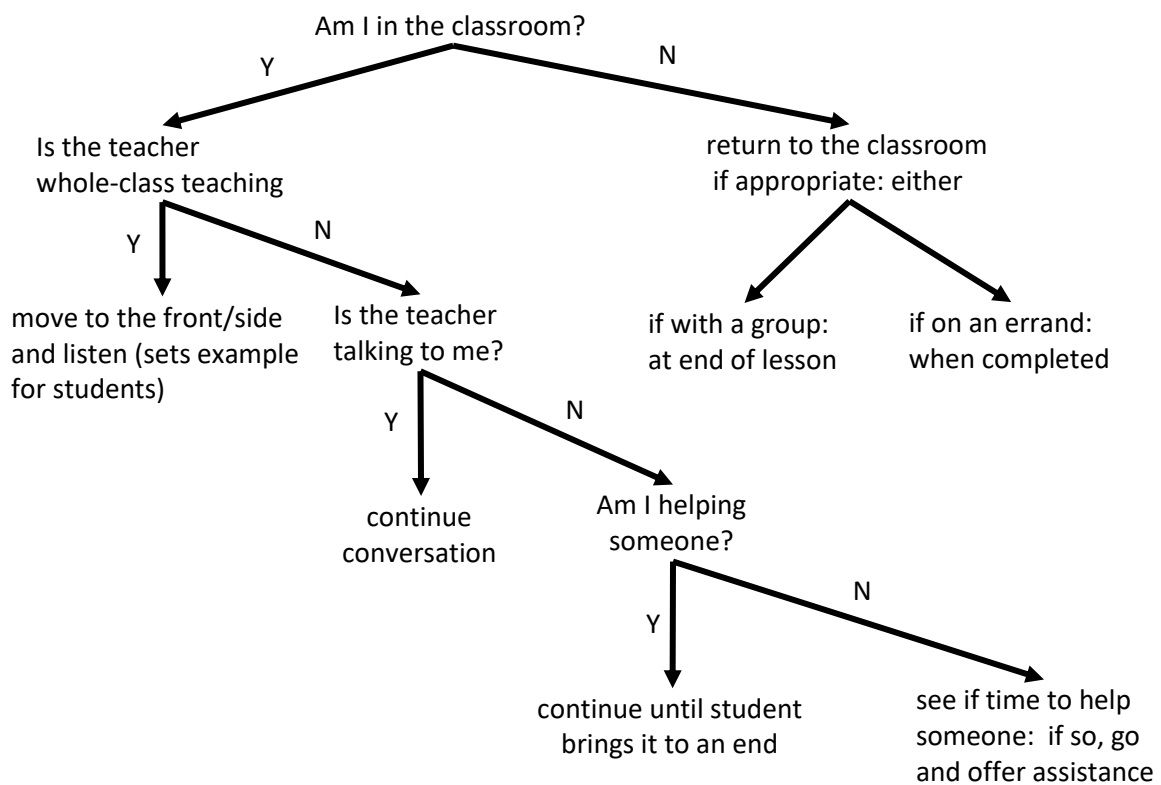 Am I in the classroom?
Y
N
Is the teacher
whole-class teaching
return to the classroom
if appropriate: either
Y
N
move to the front/side
and listen (sets example
for students)
Is the teacher
talking to me?
if with a group:
at end of lesson
if on an errand:
when completed
Y
N
continue
conversation
Am I helping
someone?
Y
N
continue until student
brings it to an end
see if time to help
someone: if so, go
and offer assistance